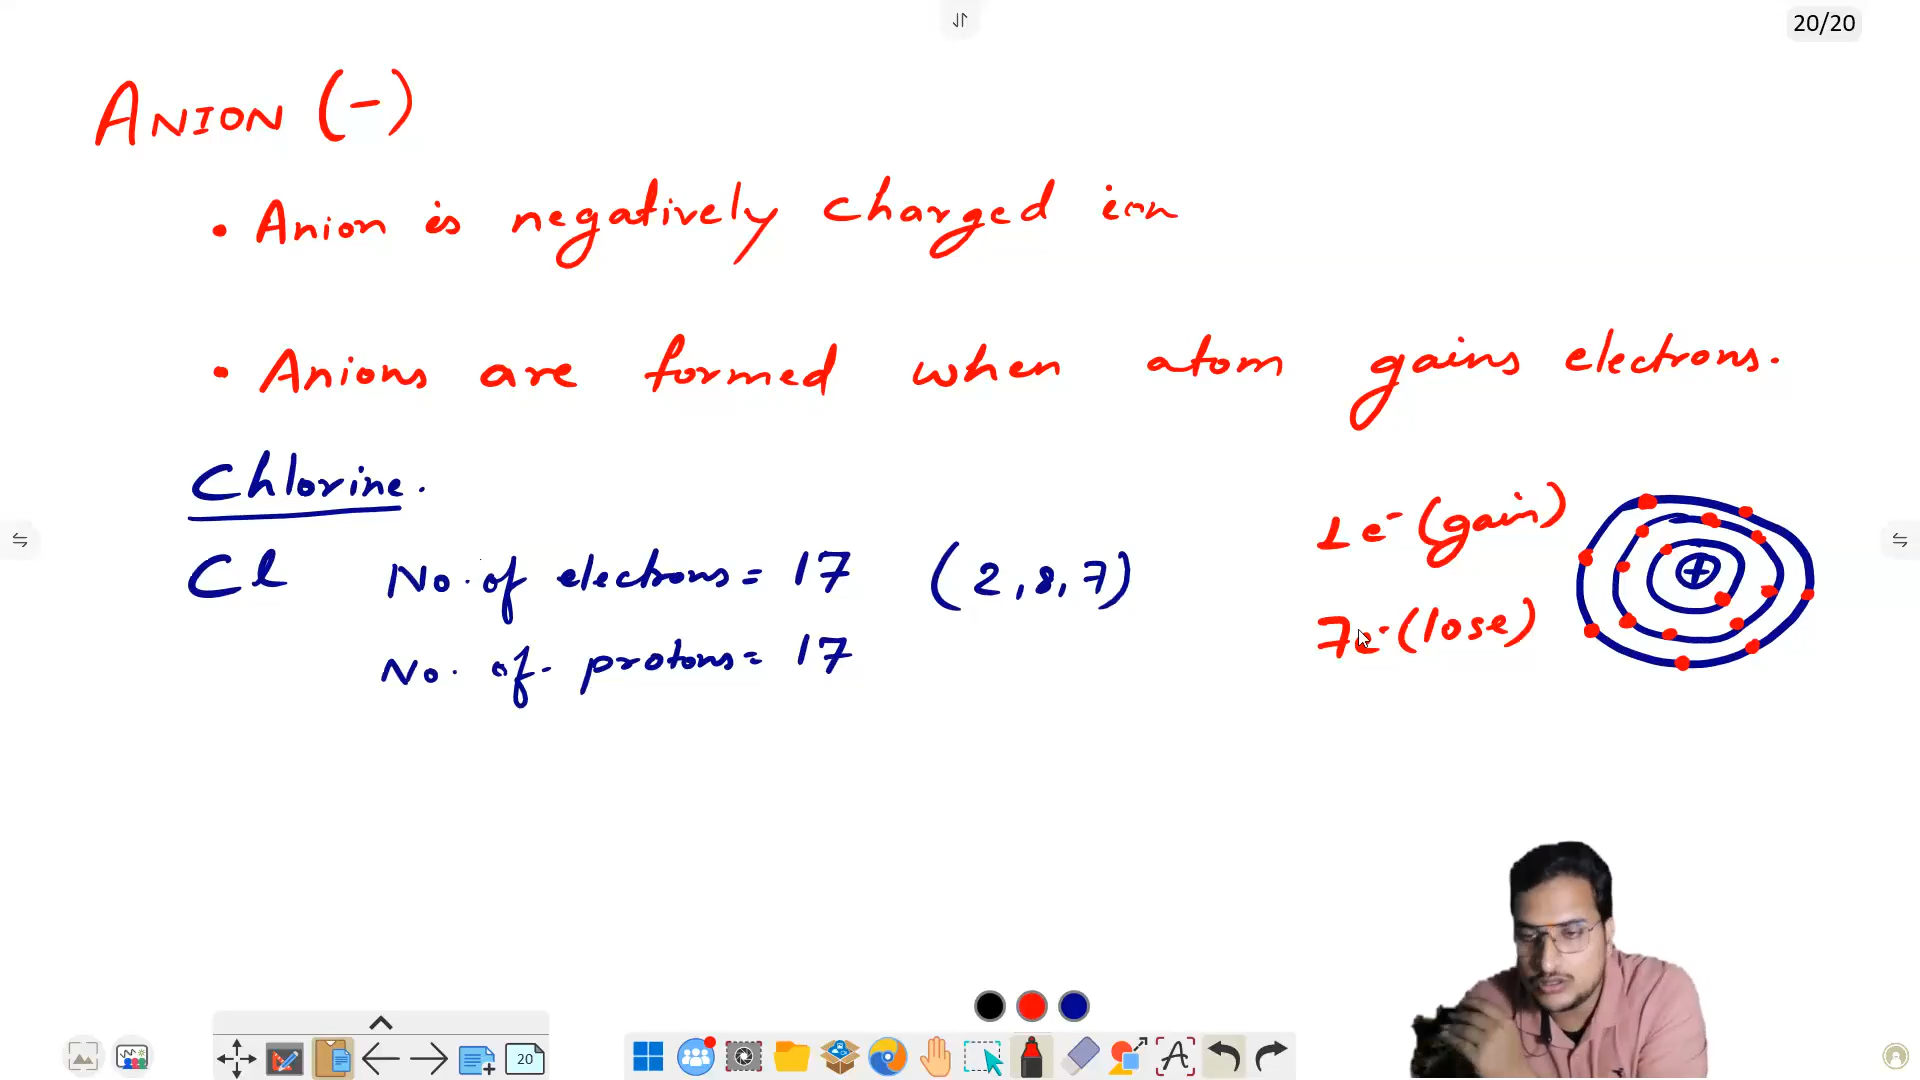 20/20
ANION (-)
• Anion is negatively charged ion
• Anions are formed when atom gains electrons.
Chlorine.
Cl No. of electrons = 17 (2,8,7)
No. of protons = 17
1e⁻ (gain)
7e⁻ (lose)
+
20
A